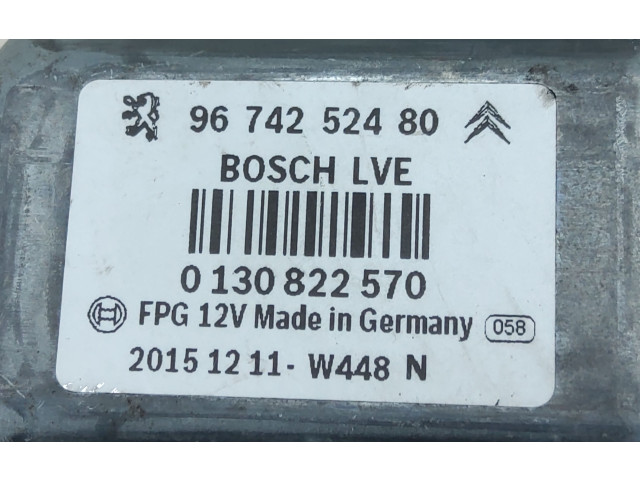 96 742 524 80
BOSCH LVE
0 130 822 570
FPG 12V Made in Germany 058
2015 12 11- W448 N